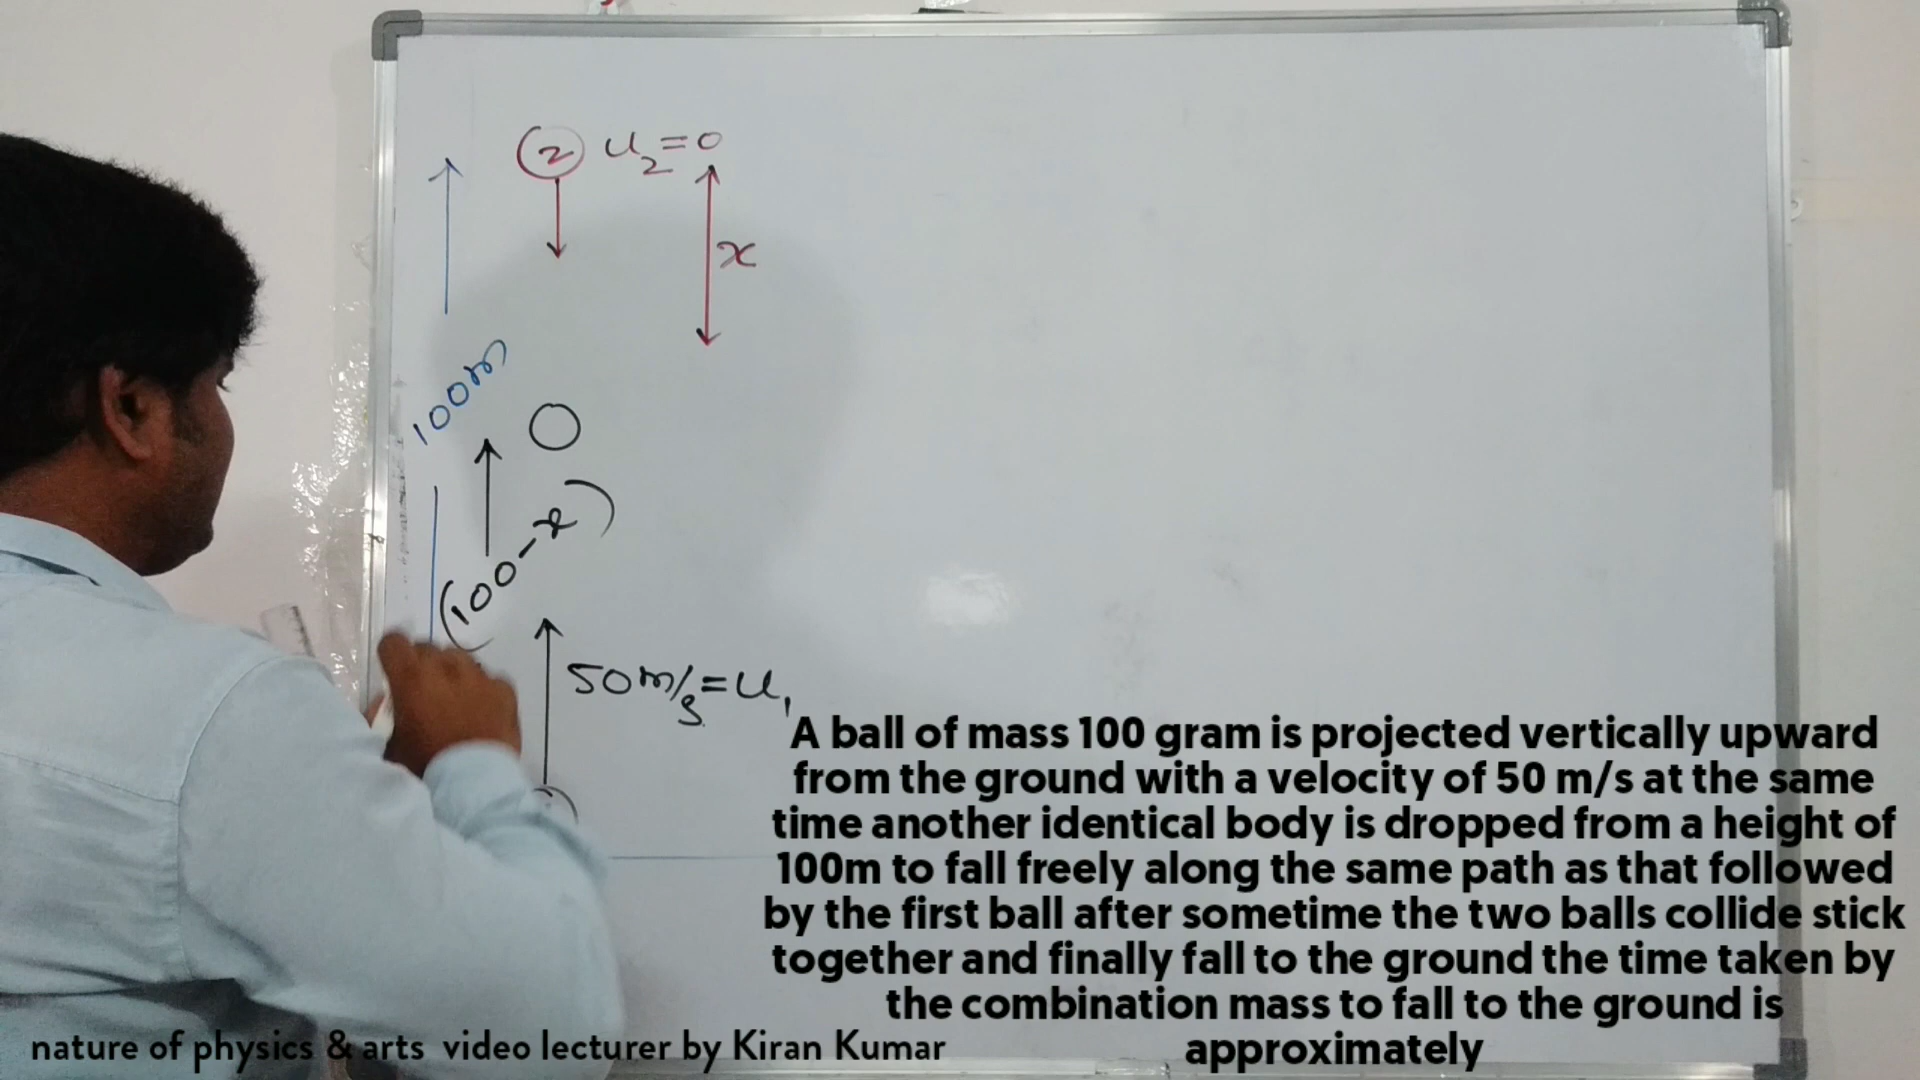 2 u₂=0
x
100m
(100-x)
50m/s=u₁
A ball of mass 100 gram is projected vertically upward
from the ground with a velocity of 50 m/s at the same
time another identical body is dropped from a height of
100m to fall freely along the same path as that followed
by the first ball after sometime the two balls collide stick
together and finally fall to the ground the time taken by
the combination mass to fall to the ground is
approximately
nature of physics & arts video lecturer by Kiran Kumar